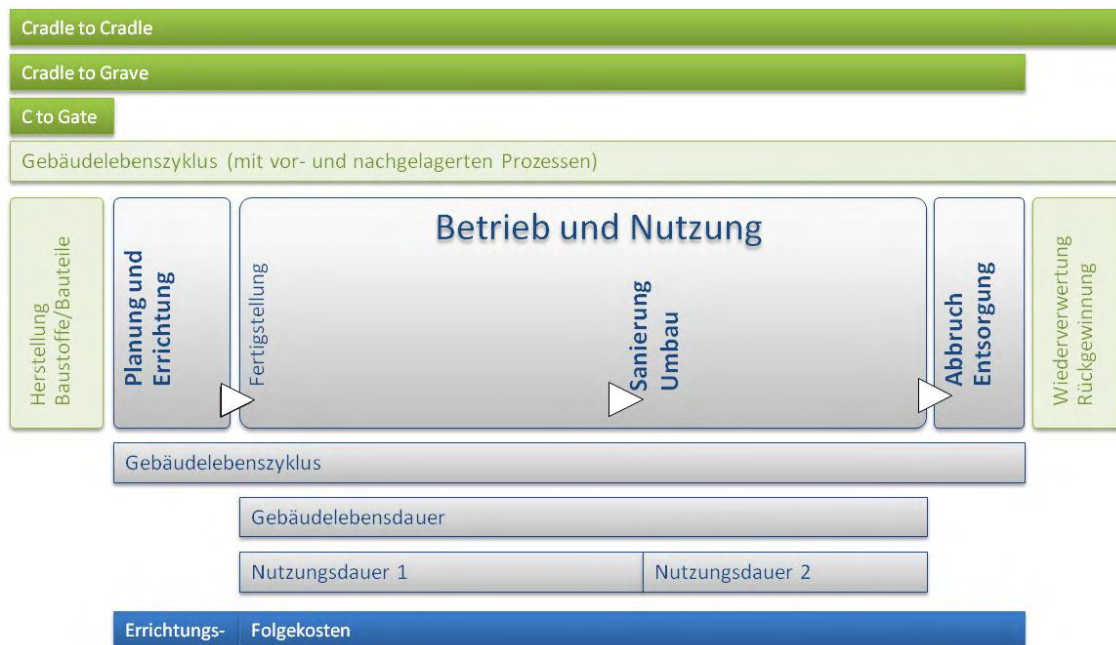 Cradle to Cradle
Cradle to Grave
C to Gate
Gebäudelebenszyklus (mit vor- und nachgelagerten Prozessen)
Herstellung
Baustoffe/Bauteile
Planung und
Errichtung
Betrieb und Nutzung
Fertigstellung
Sanierung
Umbau
Abbruch
Entsorgung
Wiederverwertung
Rückgewinnung
Gebäudelebenszyklus
Gebäudelebensdauer
Nutzungsdauer 1
Nutzungsdauer 2
Errichtungs-
Folgekosten